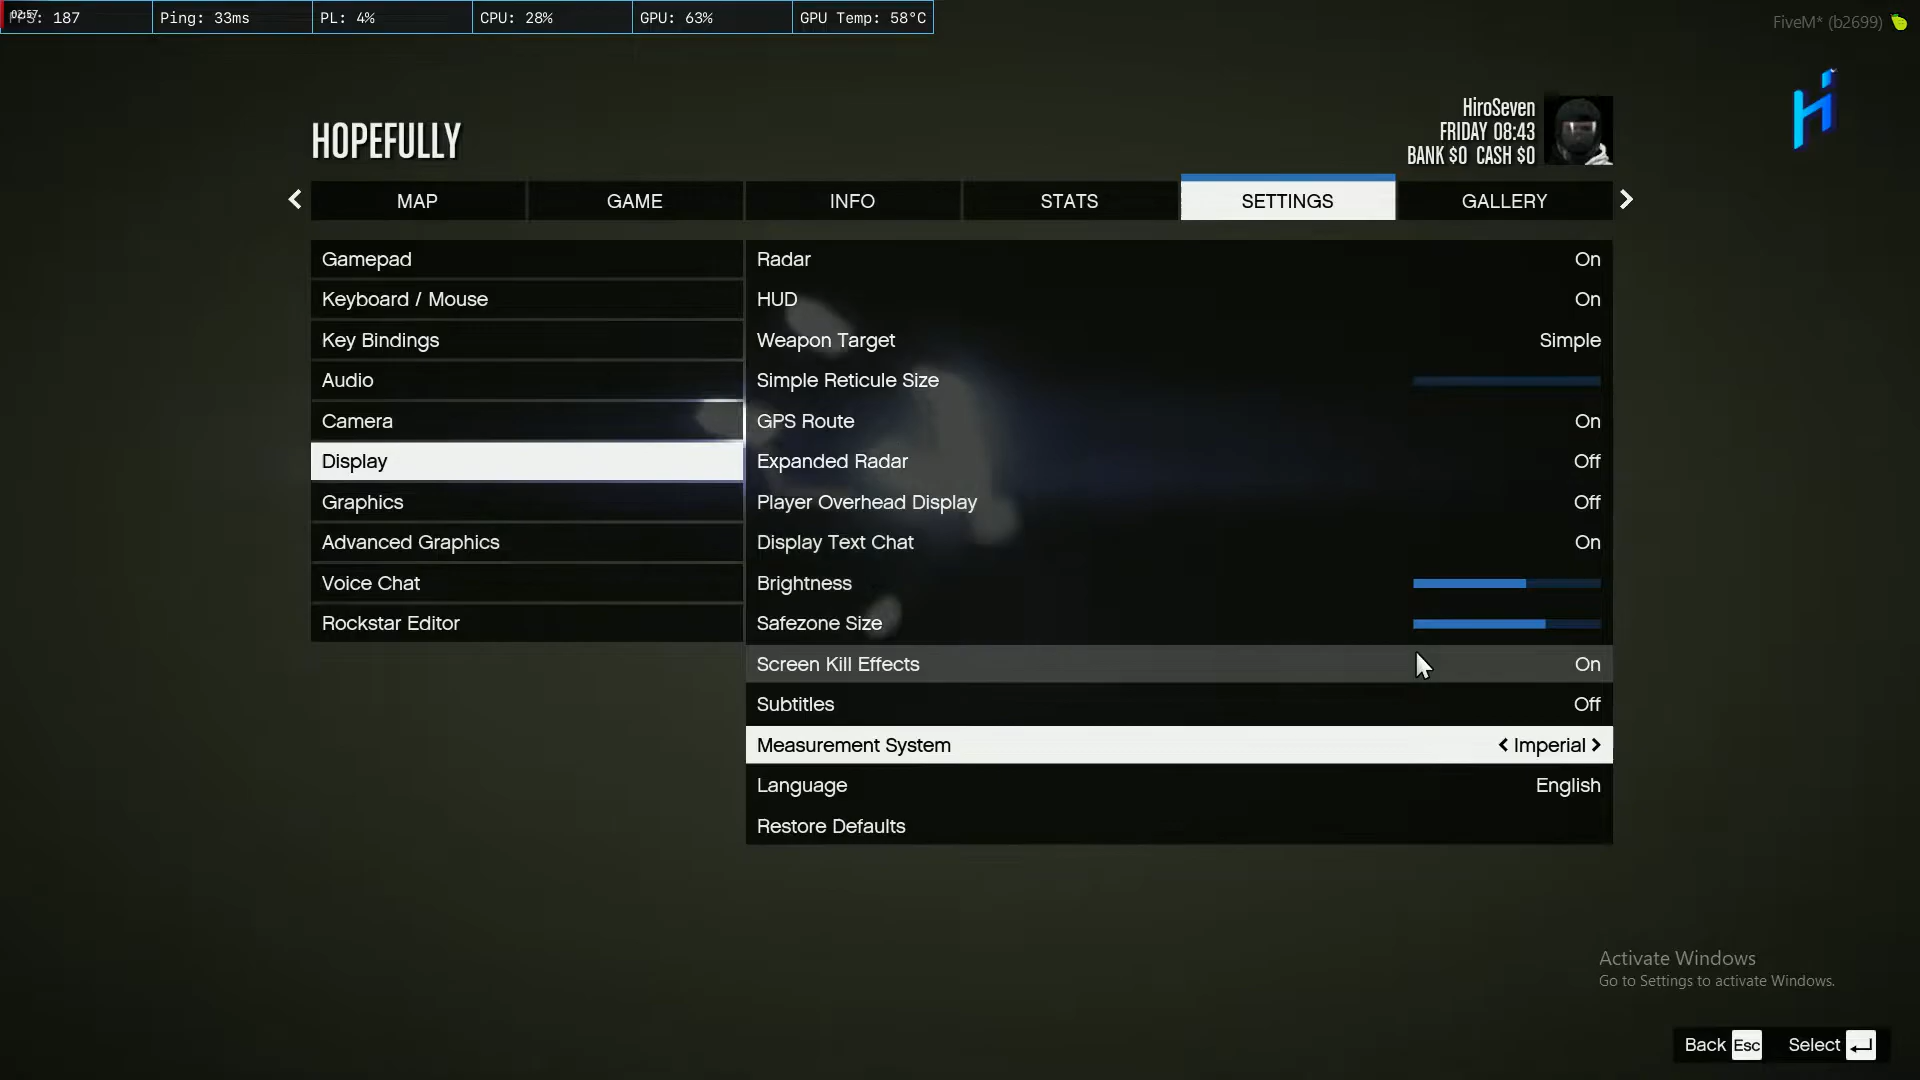 187
Ping: 33ms
PL: 4%
CPU: 28%
GPU: 63%
GPU Temp: 58°C
FiveM* (b2699)
HOPEFULLY
HiroSeven
FRIDAY 08:43
BANK $0 CASH $0
MAP
GAME
INFO
STATS
SETTINGS
GALLERY
Gamepad
Keyboard / Mouse
Key Bindings
Audio
Camera
Display
Graphics
Advanced Graphics
Voice Chat
Rockstar Editor
Radar On
HUD On
Weapon Target Simple
Simple Reticule Size
GPS Route On
Expanded Radar Off
Player Overhead Display Off
Display Text Chat On
Brightness
Safezone Size
Screen Kill Effects On
Subtitles Off
Measurement System < Imperial >
Language English
Restore Defaults
Activate Windows
Go to Settings to activate Windows.
Back Esc Select